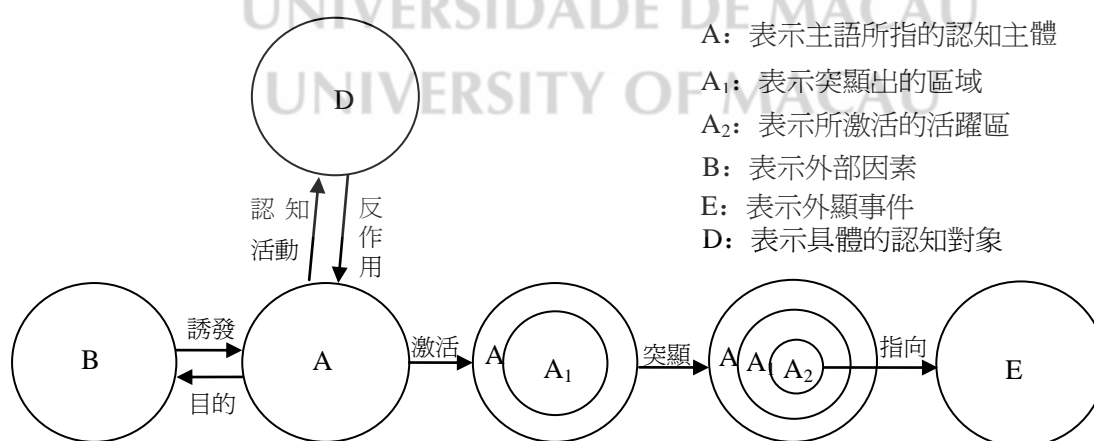 UNIVERSIDADE DE MACAU
UNIVERSITY OF MACAU
A：表示主語所指的認知主體
A₁：表示突顯出的區域
A₂：表示所激活的活躍區
B：表示外部因素
E：表示外顯事件
D：表示具體的認知對象
D
認 知
活動
反
作
用
B
誘發
目的
A
激活
A
A₁
突顯
A
A₁
A₂
指向
E